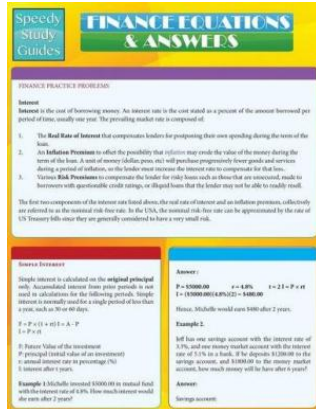 Speedy
Study
Guides
FINANCE EQUATIONS
& ANSWERS
FINANCE PRACTICE PROBLEMS
Interest
Interest is the cost of borrowing money. An interest rate is the cost stated as a percent of the amount borrowed per
period of time, usually one year. The prevailing market rate is composed of:
1. The Real Rate of Interest that compensates lenders for postponing their own spending during the term of the
loan.
2. An Inflation Premium to offset the possibility that inflation may erode the value of the money during the
term of the loan. A unit of money (dollar, peso, etc) will purchase progressively fewer goods and services
during a period of inflation, so the lender must increase the interest rate to compensate for that loss.
3. Various Risk Premiums to compensate the lender for risky loans such as those that are unsecured, made to
borrowers with questionable credit ratings, or illiquid loans that the lender may not be able to readily resell.
The first two components of the interest rate listed above, the real rate of interest and an inflation premium, collectively
are referred to as the nominal risk-free rate. In the USA, the nominal risk-free rate can be approximated by the rate of
US Treasury bills since they are generally considered to have a very small risk.
SIMPLE INTEREST
Simple interest is calculated on the original principal
only. Accumulated interest from prior periods is not
used in calculations for the following periods. Simple
interest is normally used for a single period of less than
a year, such as 30 or 60 days.
F = P x (1 + rt) I = A - P
I = P × rt
F: Future Value of the investment
P: principal (initial value of an investment)
r: annual interest rate in percentage (%)
I: interest after t years.
Example 1 Michelle invested $5000.00 in mutual fund
with the interest rate of 4.8%. How much interest would
she earn after 2 years?
Answer:
P = $5000.00 r = 4.8% t = 2 I = P × rt
I = ($5000.00)(4.8%)(2) = $480.00
Hence, Michelle would earn $480 after 2 years.
Example 2.
Jeff has one savings account with the interest rate of
3.3%, and one money market account with the interest
rate of 5.1% in a bank. If he deposits $1200.00 to the
savings account, and $1000.00 to the money market
account, how much money will he have after 6 years?
Answer:
Savings account: